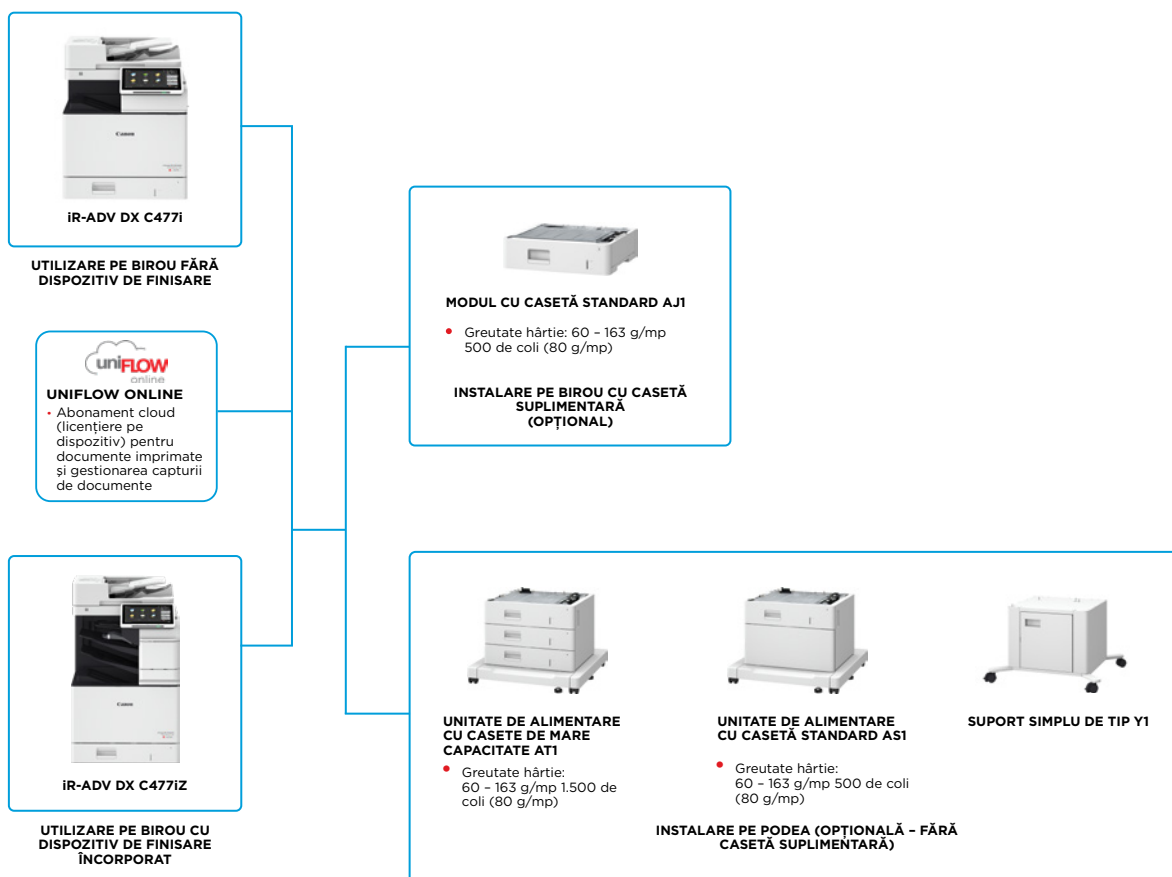 Canon
iR-ADV DX C477i
UTILIZARE PE BIROU FĂRĂ
DISPOZITIV DE FINISARE
uniFLOW
online
UNIFLOW ONLINE
• Abonament cloud
(licențiere pe
dispozitiv) pentru
documente imprimate
și gestionarea capturii
de documente
Canon
iR-ADV DX C477iZ
UTILIZARE PE BIROU CU
DISPOZITIV DE FINISARE
ÎNCORPORAT
MODUL CU CASETĂ STANDARD AJ1
• Greutate hârtie: 60 – 163 g/mp
500 de coli (80 g/mp)
INSTALARE PE BIROU CU CASETĂ
SUPLIMENTARĂ
(OPȚIONAL)
UNITATE DE ALIMENTARE
CU CASETE DE MARE
CAPACITATE AT1
• Greutate hârtie:
60 – 163 g/mp 1.500 de
coli (80 g/mp)
UNITATE DE ALIMENTARE
CU CASETĂ STANDARD AS1
• Greutate hârtie:
60 – 163 g/mp 500 de coli
(80 g/mp)
SUPORT SIMPLU DE TIP Y1
INSTALARE PE PODEA (OPȚIONALĂ – FĂRĂ
CASETĂ SUPLIMENTARĂ)